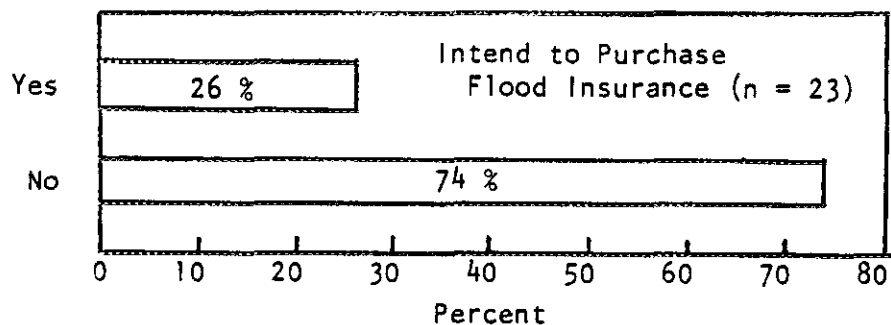 Intend to Purchase
Yes
26 %
Flood Insurance (n = 23)
No
74 %
0 10 20 30 40 50 60 70 80
Percent